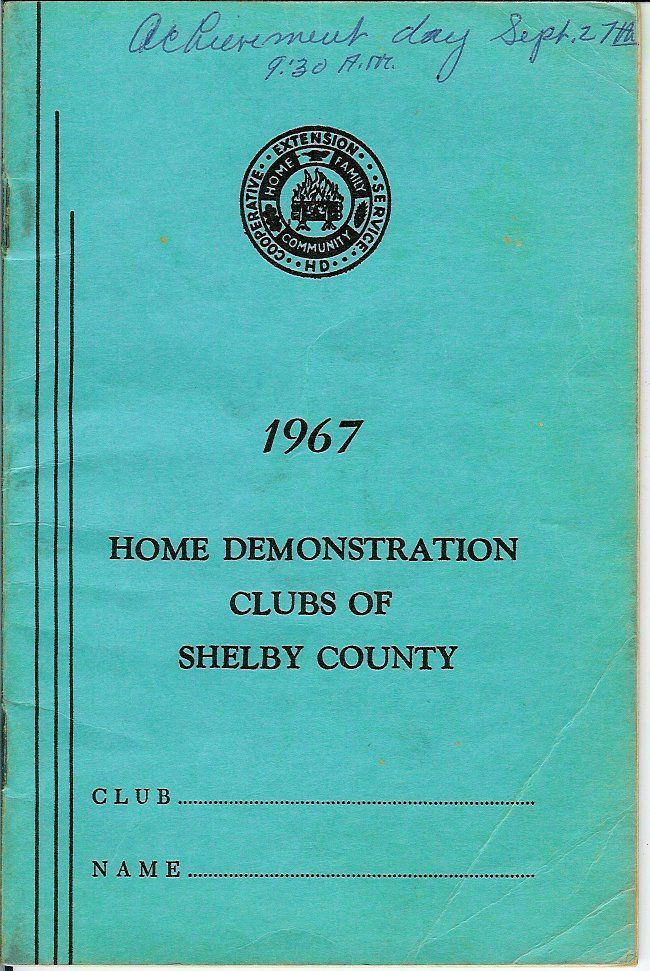 Achievement day Sept. 27th
9:30 A.M.
COOPERATIVE · EXTENSION · SERVICE
HOME FAMILY
COMMUNITY
HD
1967
HOME DEMONSTRATION
CLUBS OF
SHELBY COUNTY
CLUB
NAME